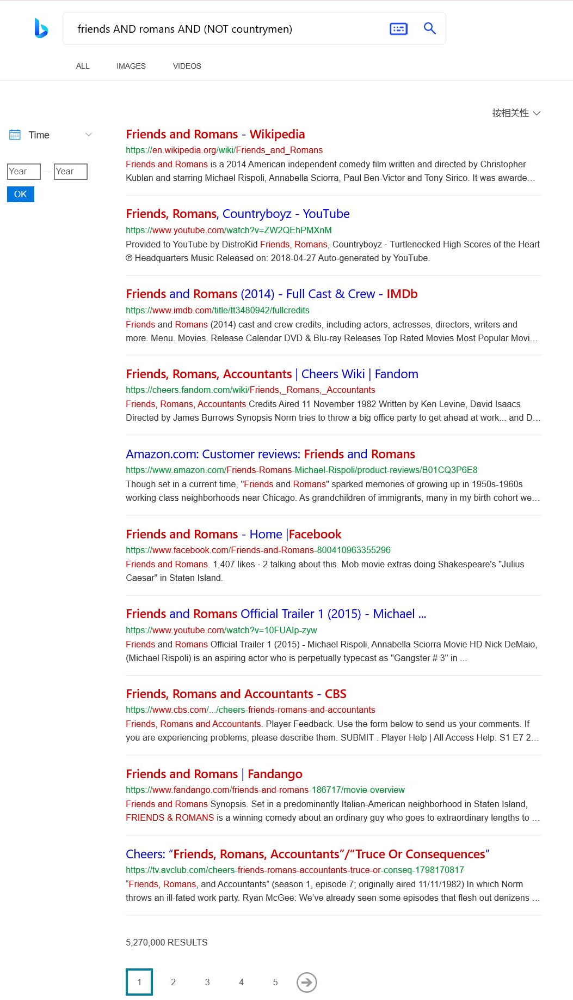 friends AND romans AND (NOT countrymen)
ALL IMAGES VIDEOS
按相关性
Time
Year — Year
OK
Friends and Romans - Wikipedia
https://en.wikipedia.org/wiki/Friends_and_Romans
Friends and Romans is a 2014 American independent comedy film written and directed by Christopher
Kublan and starring Michael Rispoli, Annabella Sciorra, Paul Ben-Victor and Tony Sirico. It was awarde…
Friends, Romans, Countryboyz - YouTube
https://www.youtube.com/watch?v=ZW2QEhPMXnM
Provided to YouTube by DistroKid Friends, Romans, Countryboyz · Turtlenecked High Scores of the Heart
℗ Headquarters Music Released on: 2018-04-27 Auto-generated by YouTube.
Friends and Romans (2014) - Full Cast & Crew - IMDb
https://www.imdb.com/title/tt3480942/fullcredits
Friends and Romans (2014) cast and crew credits, including actors, actresses, directors, writers and
more. Menu. Movies. Release Calendar DVD & Blu-ray Releases Top Rated Movies Most Popular Movi…
Friends, Romans, Accountants | Cheers Wiki | Fandom
https://cheers.fandom.com/wiki/Friends,_Romans,_Accountants
Friends, Romans, Accountants Credits Aired 11 November 1982 Written by Ken Levine, David Isaacs
Directed by James Burrows Synopsis Norm tries to throw a big office party to get ahead at work... and D…
Amazon.com: Customer reviews: Friends and Romans
https://www.amazon.com/Friends-Romans-Michael-Rispoli/product-reviews/B01CQ3P6E8
Though set in a current time, "Friends and Romans" sparked memories of growing up in 1950s-1960s
working class neighborhoods near Chicago. As grandchildren of immigrants, many in my birth cohort we…
Friends and Romans - Home |Facebook
https://www.facebook.com/Friends-and-Romans-800410963355296
Friends and Romans. 1,407 likes · 2 talking about this. Mob movie extras doing Shakespeare's "Julius
Caesar" in Staten Island.
Friends and Romans Official Trailer 1 (2015) - Michael ...
https://www.youtube.com/watch?v=10FUAIp-zyw
Friends and Romans Official Trailer 1 (2015) - Michael Rispoli, Annabella Sciorra Movie HD Nick DeMaio,
(Michael Rispoli) is an aspiring actor who is perpetually typecast as "Gangster # 3" in ...
Friends, Romans and Accountants - CBS
https://www.cbs.com/.../cheers-friends-romans-and-accountants
Friends, Romans and Accountants. Player Feedback. Use the form below to send us your comments. If
you are experiencing problems, please describe them. SUBMIT . Player Help | All Access Help. S1 E7 2…
Friends and Romans | Fandango
https://www.fandango.com/friends-and-romans-186717/movie-overview
Friends and Romans Synopsis. Set in a predominantly Italian-American neighborhood in Staten Island,
FRIENDS & ROMANS is a winning comedy about an ordinary guy who goes to extraordinary lengths to …
Cheers: “Friends, Romans, Accountants”/“Truce Or Consequences”
https://tv.avclub.com/cheers-friends-romans-accountants-truce-or-conseq-1798170817
“Friends, Romans, and Accountants” (season 1, episode 7; originally aired 11/11/1982) In which Norm
throws an ill-fated work party. Ryan McGee: We’ve already seen some episodes that flesh out denizens …
5,270,000 RESULTS
1 2 3 4 5